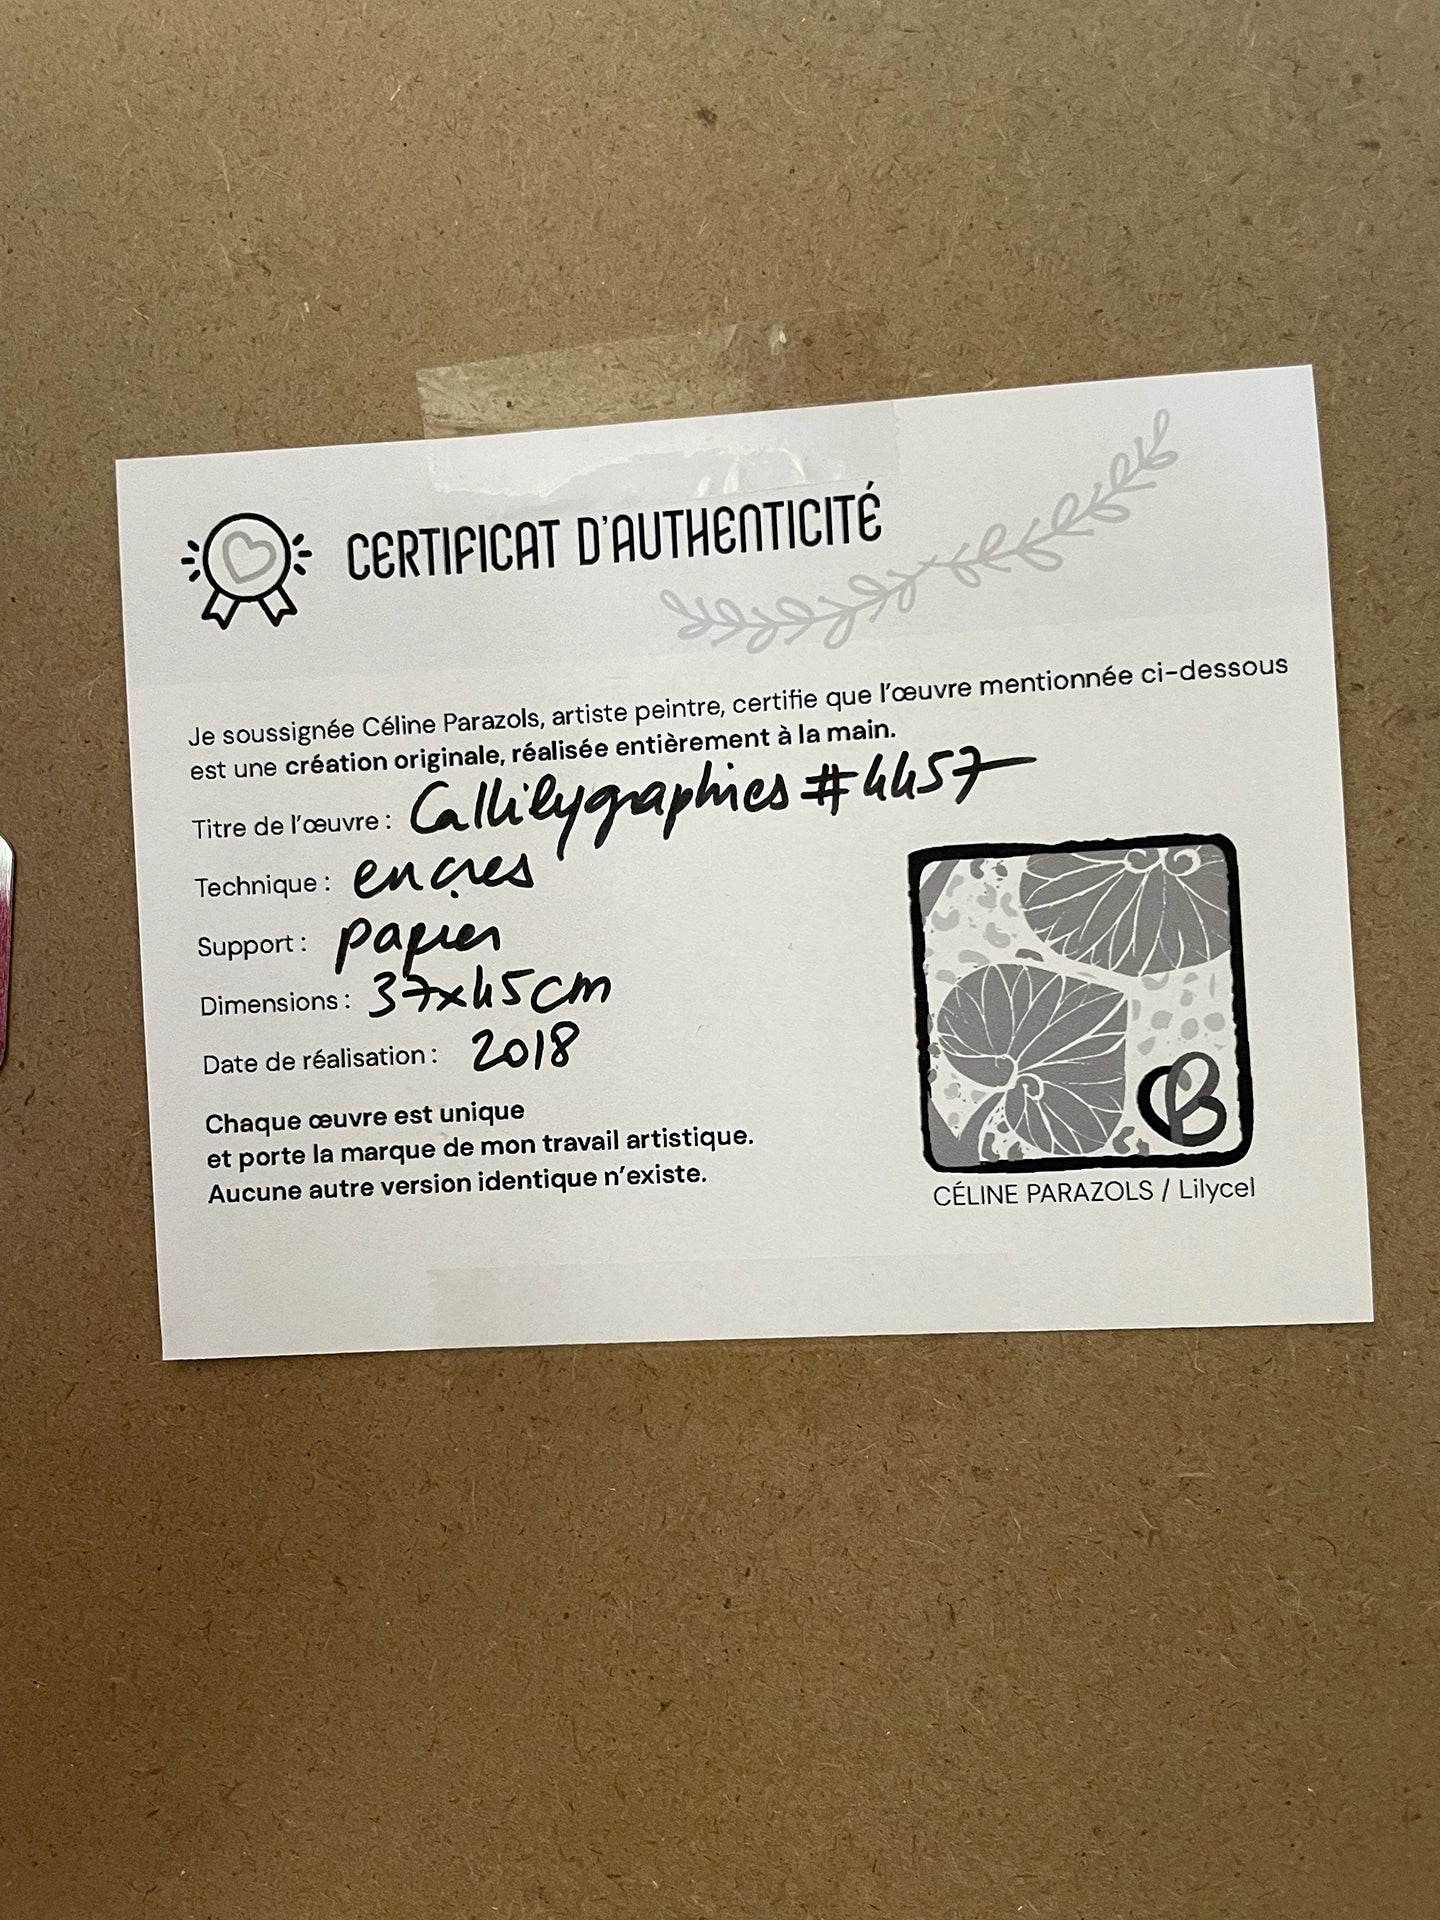 CERTIFICAT D'AUTHENTICITÉ
Je soussignée Céline Parazols, artiste peintre, certifie que l'œuvre mentionnée ci-dessous
est une création originale, réalisée entièrement à la main.
Titre de l'œuvre : Callilygraphies #4457
Technique : encres
Support : papier
Dimensions : 37x45cm
Date de réalisation : 2018
Chaque œuvre est unique
et porte la marque de mon travail artistique.
Aucune autre version identique n'existe.
CÉLINE PARAZOLS / Lilycel